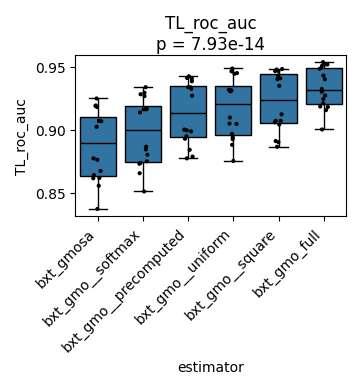 TL_roc_auc
p = 7.93e-14
TL_roc_auc
0.95
0.90
0.85
bxt_gmosa
bxt_gmo__softmax
bxt_gmo__precomputed
bxt_gmo__uniform
bxt_gmo__square
bxt_gmo_full
estimator